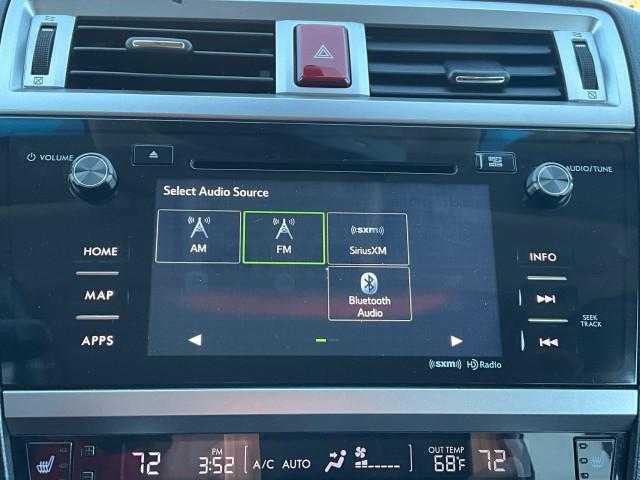 VOLUME
AUDIO/TUNE
Select Audio Source
AM
FM
((sxm))
SiriusXM
Bluetooth
Audio
HOME
MAP
APPS
INFO
SEEK
TRACK
((sxm)) HD Radio
72
PM
3:52
A/C AUTO
OUT TEMP
68°F
72